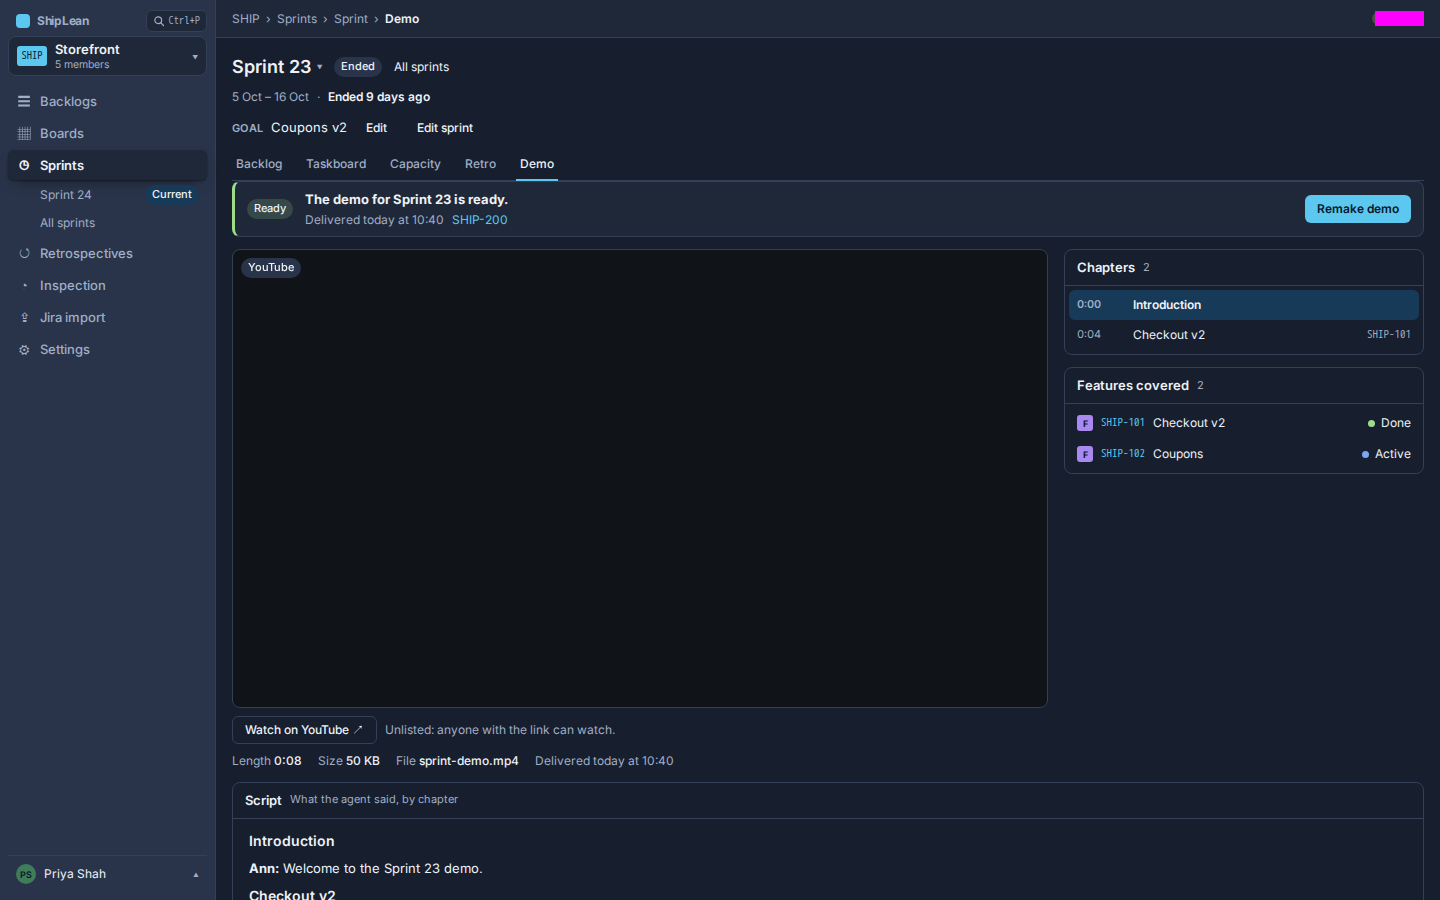 ShipLean
Ctrl+P
SHIP
Storefront
5 members
Backlogs
Boards
Sprints
Sprint 24
Current
All sprints
Retrospectives
Inspection
Jira import
Settings
PS
Priya Shah
SHIP › Sprints › Sprint › Demo
Sprint 23
Ended
All sprints
5 Oct – 16 Oct · Ended 9 days ago
GOAL Coupons v2 Edit Edit sprint
Backlog Taskboard Capacity Retro Demo
Ready
The demo for Sprint 23 is ready.
Delivered today at 10:40 SHIP-200
Remake demo
YouTube
Chapters 2
0:00 Introduction
0:04 Checkout v2 SHIP-101
Features covered 2
F SHIP-101 Checkout v2 Done
F SHIP-102 Coupons Active
Watch on YouTube ↗ Unlisted: anyone with the link can watch.
Length 0:08 Size 50 KB File sprint-demo.mp4 Delivered today at 10:40
Script What the agent said, by chapter
Introduction
Ann: Welcome to the Sprint 23 demo.
Checkout v2